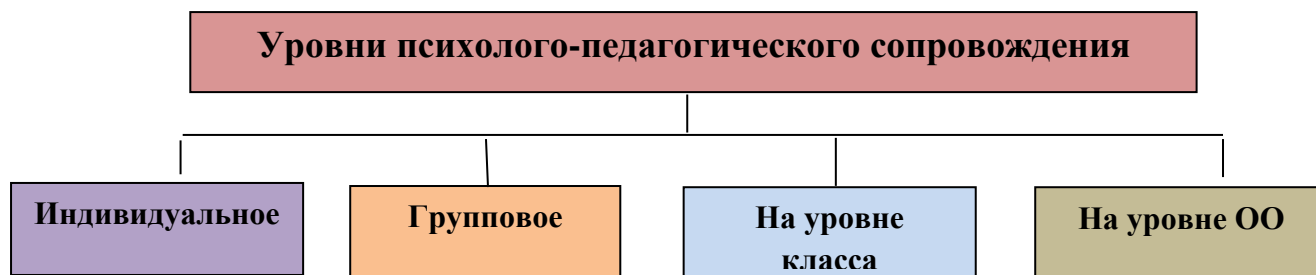 Уровни психолого-педагогического сопровождения
Индивидуальное
Групповое
На уровне
класса
На уровне ОО